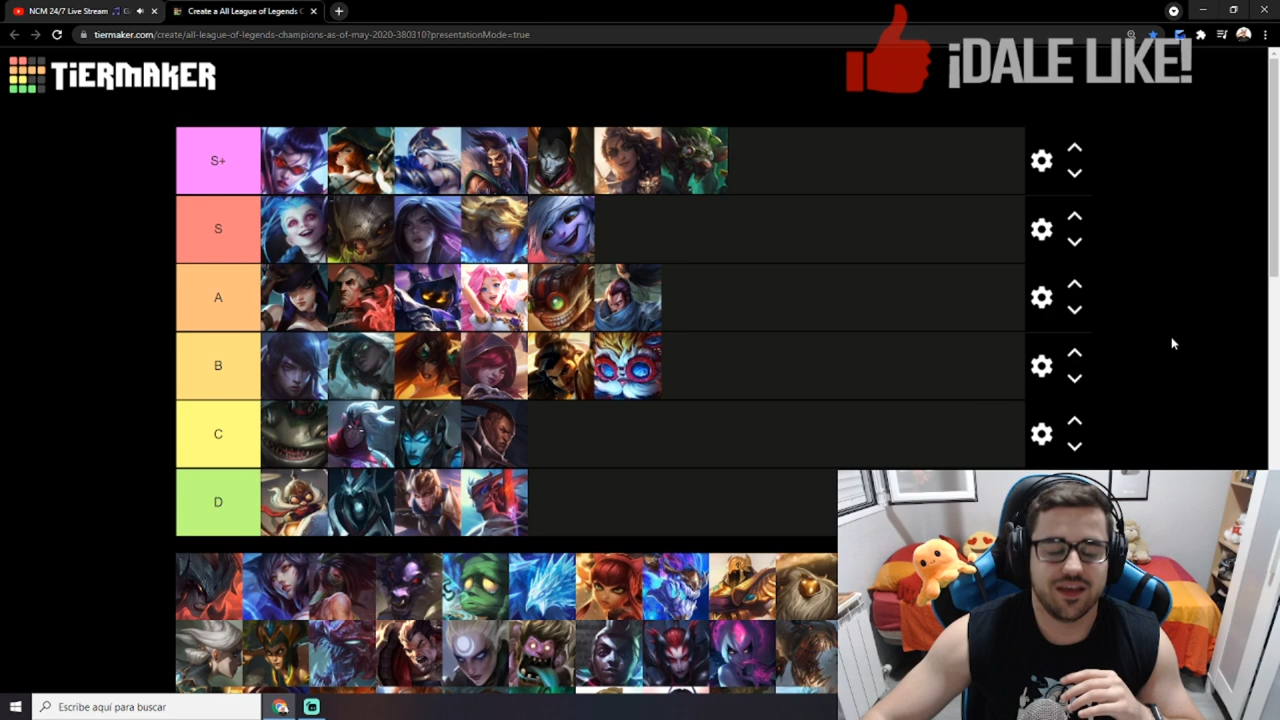 NCM 24/7 Live Stream
Create a All League of Legends C
tiermaker.com/create/all-league-of-legends-champions-as-of-may-2020-380310?presentationMode=true
TiERMAKER
¡DALE LIKE!
S+
S
A
B
C
D
Escribe aquí para buscar